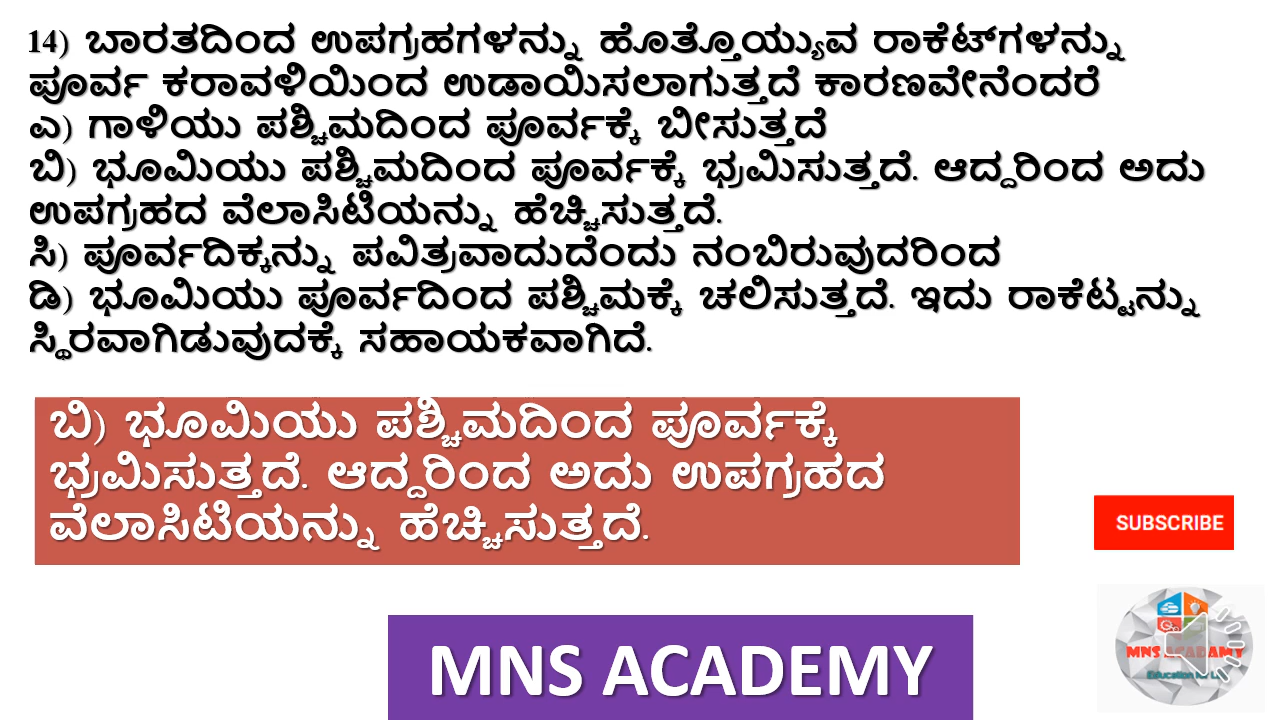 14) ಬಾರತದಿಂದ ಉಪಗ್ರಹಗಳನ್ನು ಹೊತ್ತೊಯ್ಯುವ ರಾಕೆಟ್‌ಗಳನ್ನು
ಪೂರ್ವ ಕರಾವಳಿಯಿಂದ ಉಡಾಯಿಸಲಾಗುತ್ತದೆ ಕಾರಣವೇನೆಂದರೆ
ಎ) ಗಾಳಿಯು ಪಶ್ಚಿಮದಿಂದ ಪೂರ್ವಕ್ಕೆ ಬೀಸುತ್ತದೆ
ಬಿ) ಭೂಮಿಯು ಪಶ್ಚಿಮದಿಂದ ಪೂರ್ವಕ್ಕೆ ಭ್ರಮಿಸುತ್ತದೆ. ಆದ್ದರಿಂದ ಅದು
ಉಪಗ್ರಹದ ವೆಲಾಸಿಟಿಯನ್ನು ಹೆಚ್ಚಿಸುತ್ತದೆ.
ಸಿ) ಪೂರ್ವದಿಕ್ಕನ್ನು ಪವಿತ್ರವಾದುದೆಂದು ನಂಬಿರುವುದರಿಂದ
ಡಿ) ಭೂಮಿಯು ಪೂರ್ವದಿಂದ ಪಶ್ಚಿಮಕ್ಕೆ ಚಲಿಸುತ್ತದೆ. ಇದು ರಾಕೆಟ್ಟನ್ನು
ಸ್ಥಿರವಾಗಿಡುವುದಕ್ಕೆ ಸಹಾಯಕವಾಗಿದೆ.
ಬಿ) ಭೂಮಿಯು ಪಶ್ಚಿಮದಿಂದ ಪೂರ್ವಕ್ಕೆ
ಭ್ರಮಿಸುತ್ತದೆ. ಆದ್ದರಿಂದ ಅದು ಉಪಗ್ರಹದ
ವೆಲಾಸಿಟಿಯನ್ನು ಹೆಚ್ಚಿಸುತ್ತದೆ.
SUBSCRIBE
MNS ACADEMY
MNS ACADAMY
Education